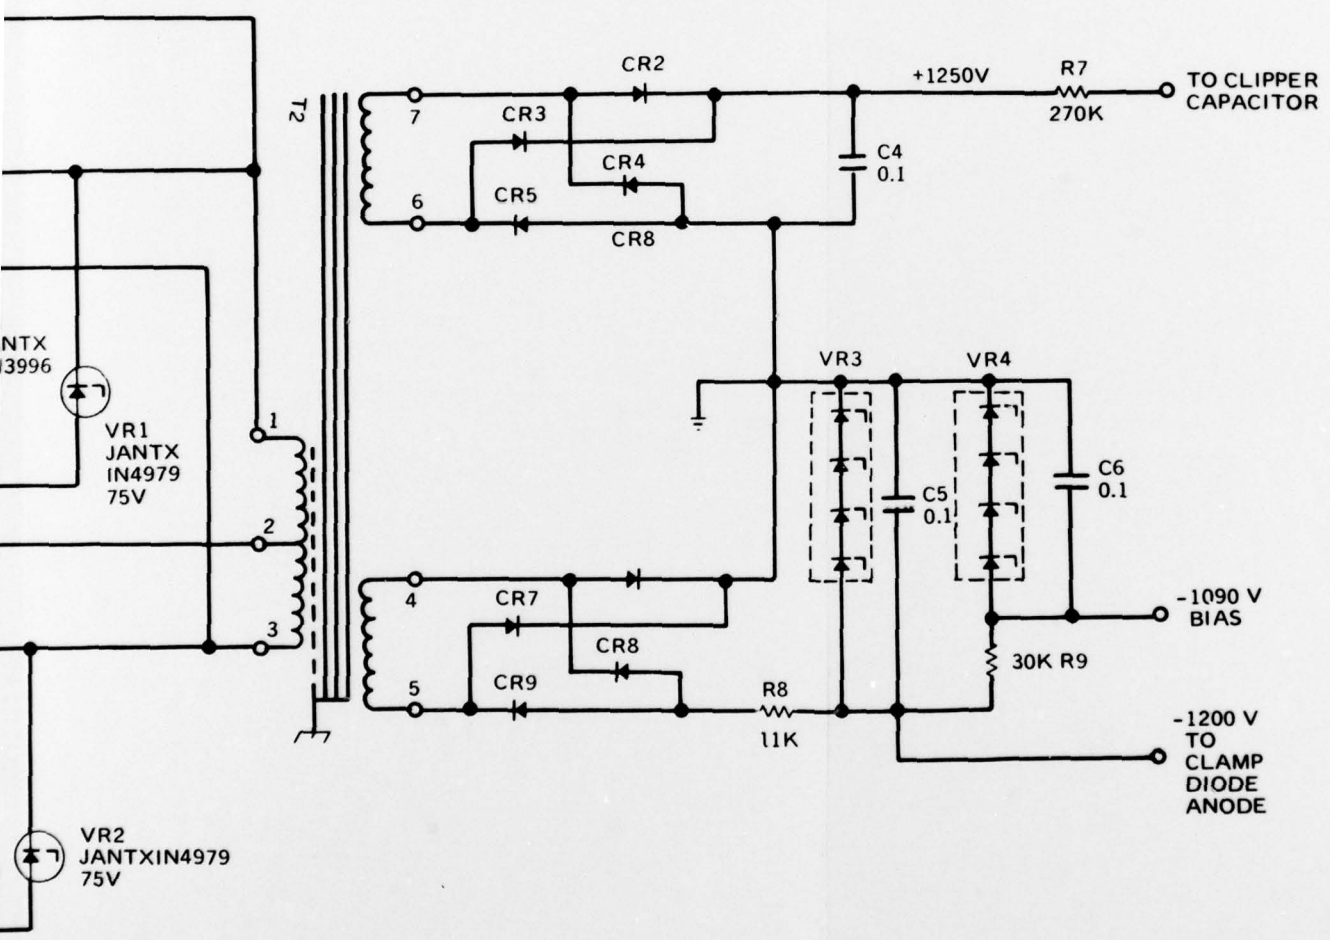 T2
7
CR2
+1250V
R7
270K
TO CLIPPER
CAPACITOR
CR3
CR4
C4
0.1
6
CR5
CR8
NTX
13996
VR1
JANTX
IN4979
75V
1
2
3
VR3
VR4
C5
0.1
C6
0.1
4
CR7
CR8
5
CR9
R8
11K
-1090 V
BIAS
30K R9
-1200 V
TO
CLAMP
DIODE
ANODE
VR2
JANTXIN4979
75V